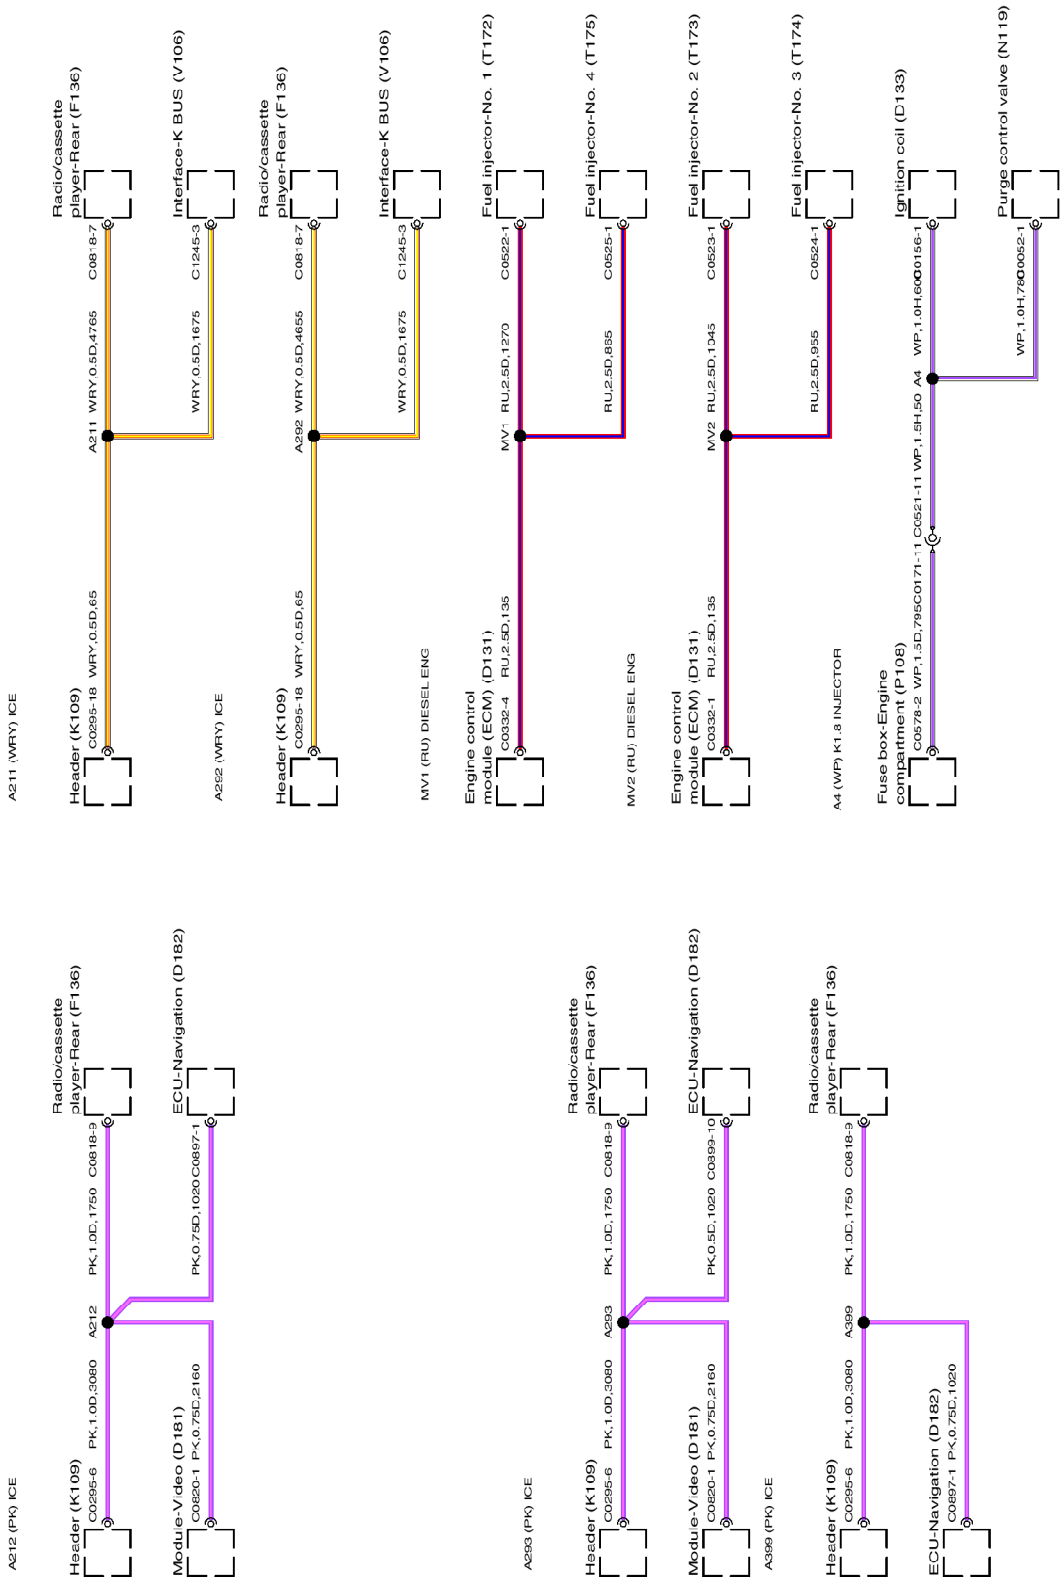 A211 (WRY) ICE
Header (K109)
C0295-18 WRY,0.5D,65
A211 WRY,0.5D,4765
C0818-7
Radio/cassette
player-Rear (F136)
WRY,0.5D,1675
C1245-3
Interface-K BUS (V106)
A292 (WRY) ICE
Header (K109)
C0295-18 WRY,0.5D,65
A292 WRY,0.5D,4655
C0818-7
Radio/cassette
player-Rear (F136)
WRY,0.5D,1675
C1245-3
Interface-K BUS (V106)
MV1 (RU) DIESEL ENG
Engine control
module (ECM) (D131)
C0332-4 RU,2.5D,135
MV1 RU,2.5D,1270
C0522-1
Fuel injector-No. 1 (T172)
RU,2.5D,885
C0525-1
Fuel injector-No. 4 (T175)
MV2 (RU) DIESEL ENG
Engine control
module (ECM) (D131)
C0332-1 RU,2.5D,135
MV2 RU,2.5D,1045
C0523-1
Fuel injector-No. 2 (T173)
RU,2.5D,955
C0524-1
Fuel injector-No. 3 (T174)
A4 (WP) K1.8 INJECTOR
Fuse box-Engine
compartment (P108)
C0578-2 WP,1.5D,795 C0171-11 C0521-11 WP,1.5H,50 A4 WP,1.0H,600 C0156-1
Ignition coil (D133)
WP,1.0H,780 C0052-1
Purge control valve (N119)
A212 (PK) ICE
Header (K109)
C0295-6 PK,1.0D,3080
A212
PK,1.0D,1750 C0818-9
Radio/cassette
player-Rear (F136)
Module-Video (D181)
C0820-1 PK,0.75D,2160
PK,0.75D,1020 C0897-1
ECU-Navigation (D182)
A293 (PK) ICE
Header (K109)
C0295-6 PK,1.0D,3080
A293
PK,1.0D,1750 C0818-9
Radio/cassette
player-Rear (F136)
Module-Video (D181)
C0820-1 PK,0.75D,2160
PK,0.5D,1020 C0899-10
ECU-Navigation (D182)
A399 (PK) ICE
Header (K109)
C0295-6 PK,1.0D,3080
A399
PK,1.0D,1750 C0818-9
Radio/cassette
player-Rear (F136)
ECU-Navigation (D182)
C0897-1 PK,0.75D,1020